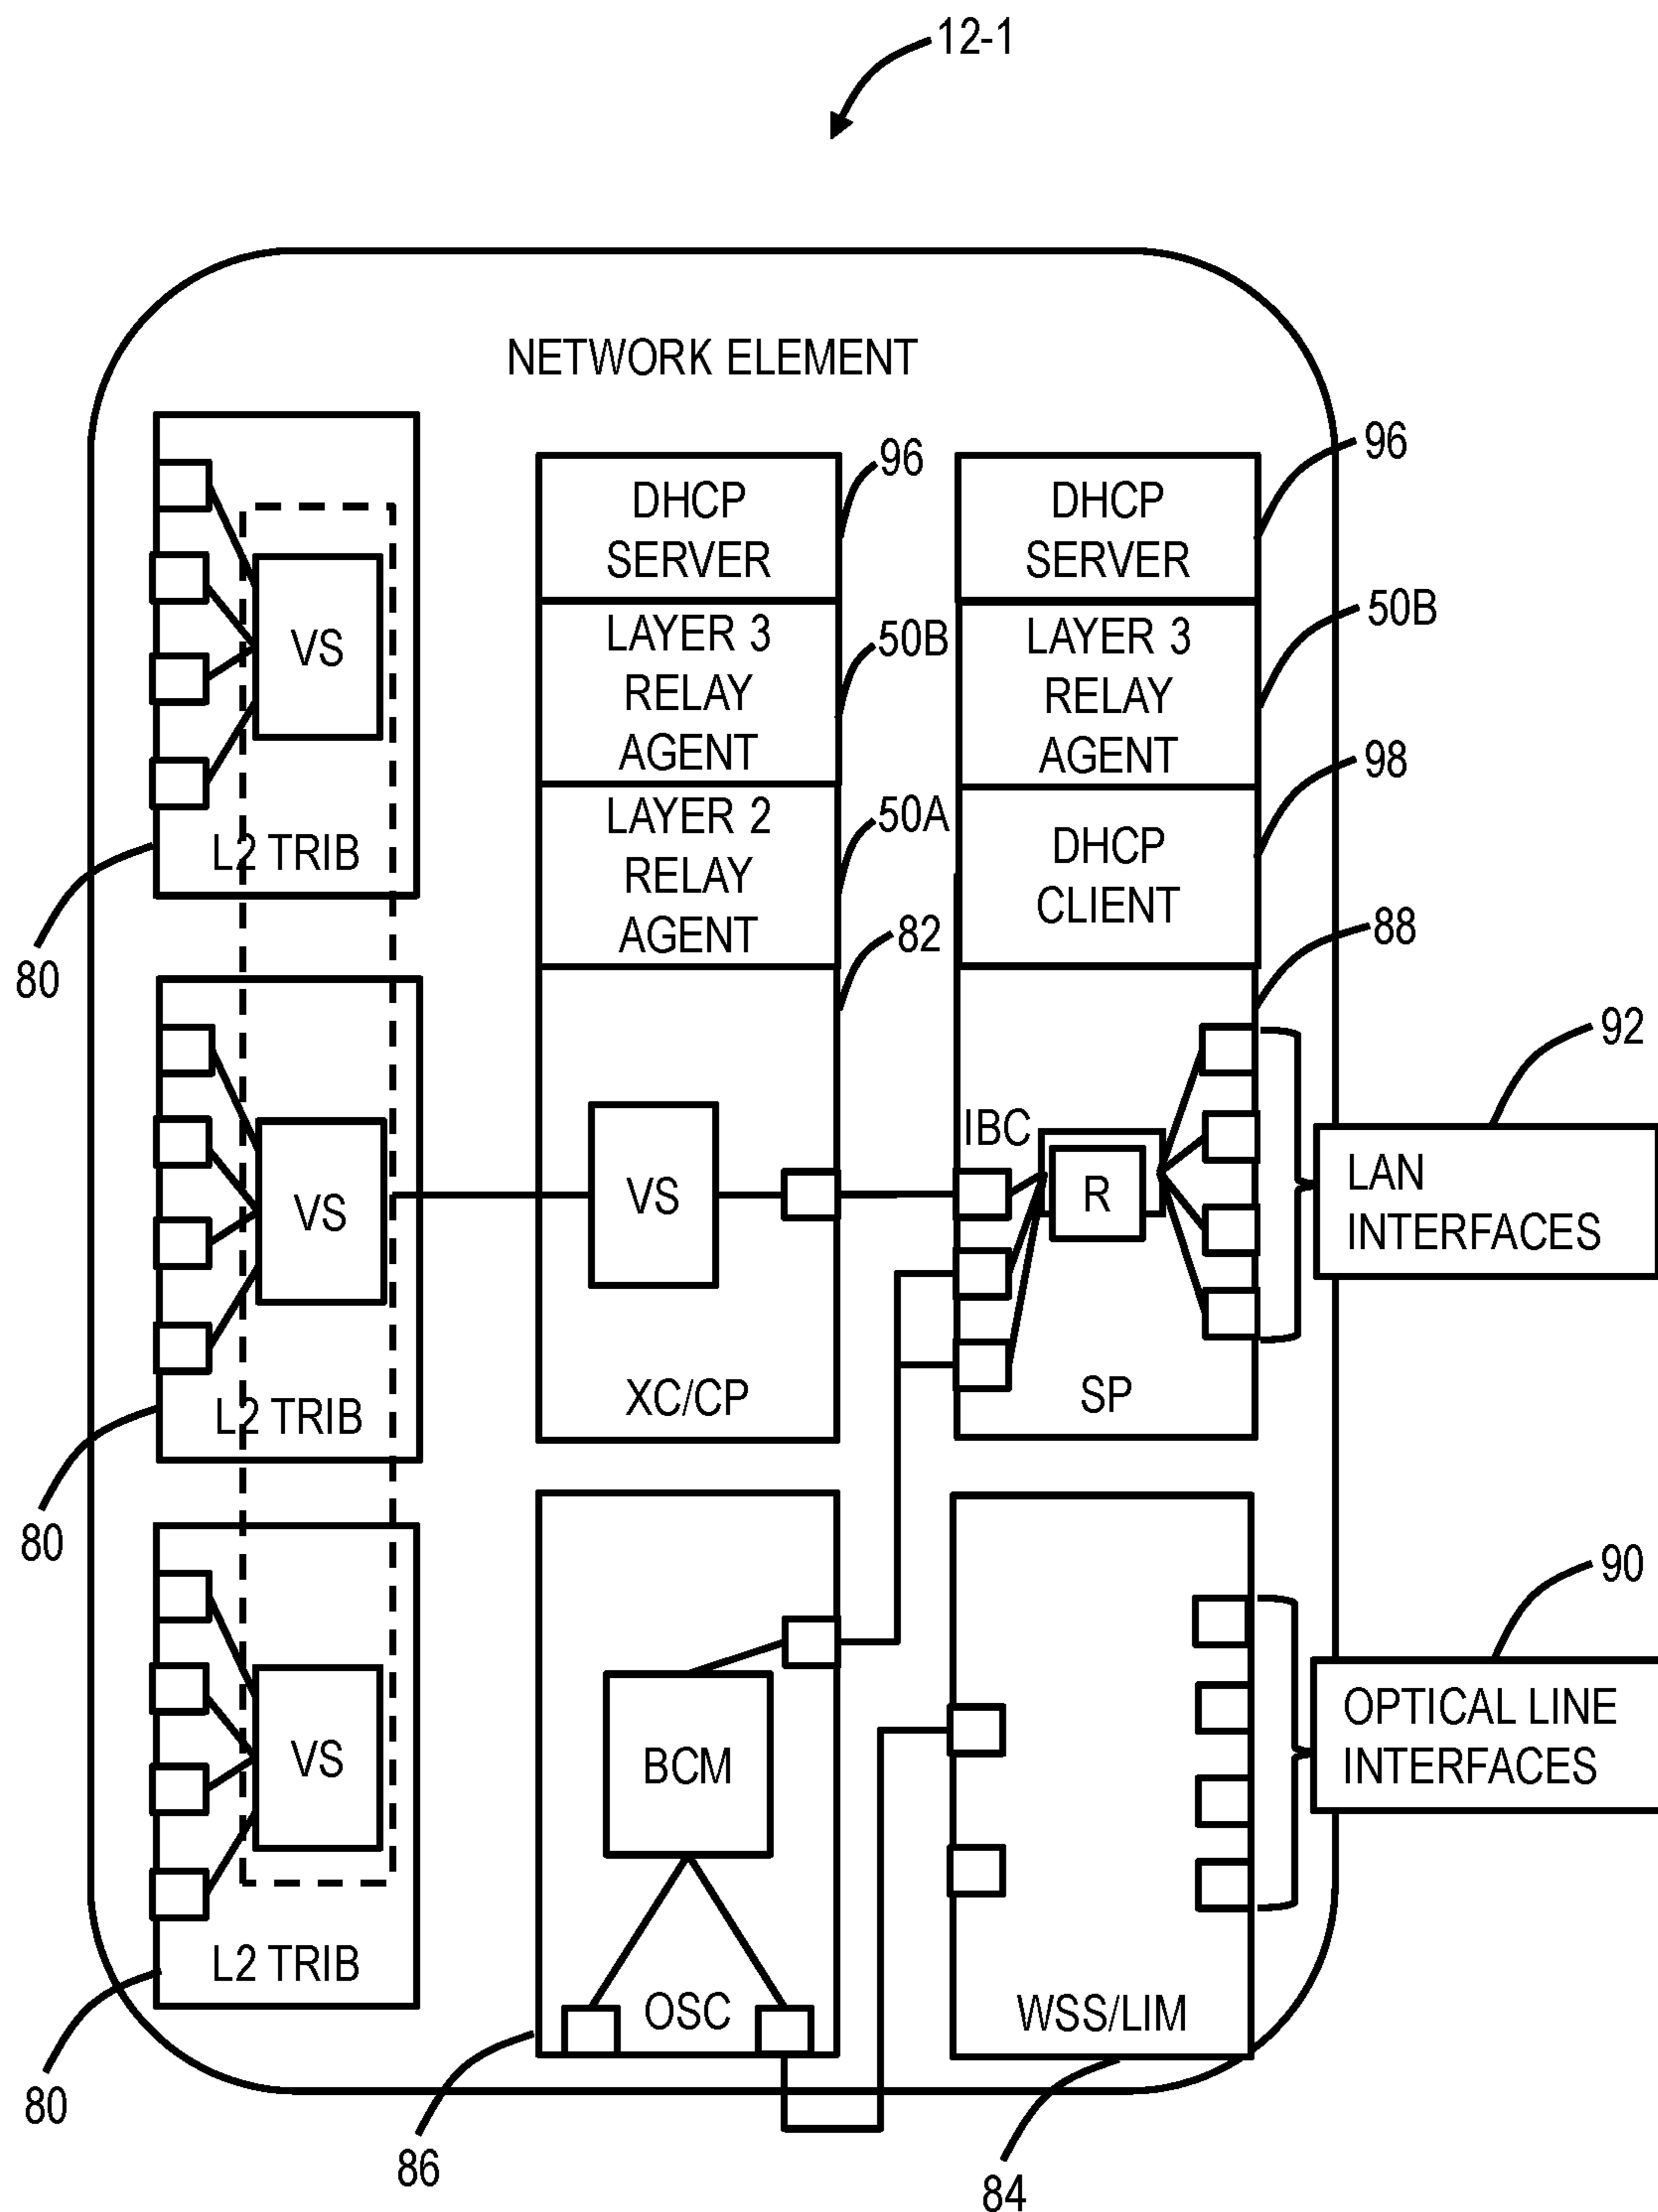 12-1
NETWORK ELEMENT
VS
L2 TRIB
80
VS
L2 TRIB
80
VS
L2 TRIB
80
DHCP
SERVER
96
LAYER 3
RELAY
AGENT
50B
LAYER 2
RELAY
AGENT
50A
82
VS
XC/CP
DHCP
SERVER
96
LAYER 3
RELAY
AGENT
50B
DHCP
CLIENT
98
88
IBC
R
SP
92
LAN
INTERFACES
BCM
OSC
86
WSS/LIM
84
90
OPTICAL LINE
INTERFACES